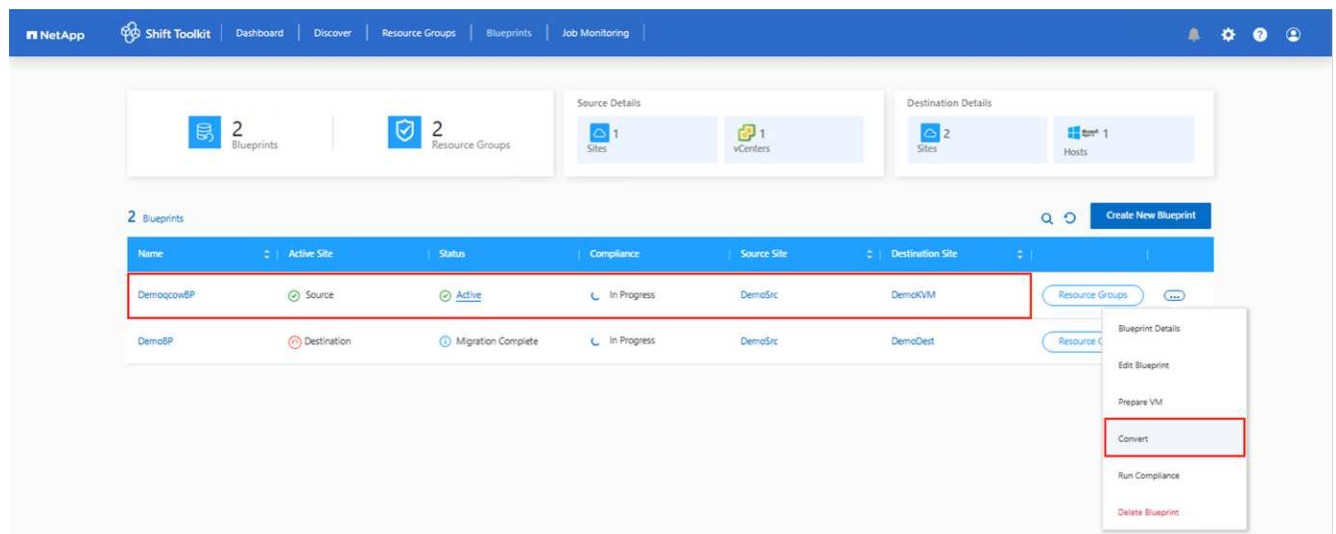 NetApp
Shift Toolkit
Dashboard
Discover
Resource Groups
Blueprints
Job Monitoring
2
Blueprints
2
Resource Groups
Source Details
1
Sites
1
vCenters
Destination Details
2
Sites
1
Hosts
2 Blueprints
Create New Blueprint
Name Active Site Status Compliance Source Site Destination Site
DemoqcowBP Source Active In Progress DemoSrc DemoKVM Resource Groups ...
DemoBP Destination Migration Complete In Progress DemoSrc DemoDest Resource
Blueprint Details
Edit Blueprint
Prepare VM
Convert
Run Compliance
Delete Blueprint